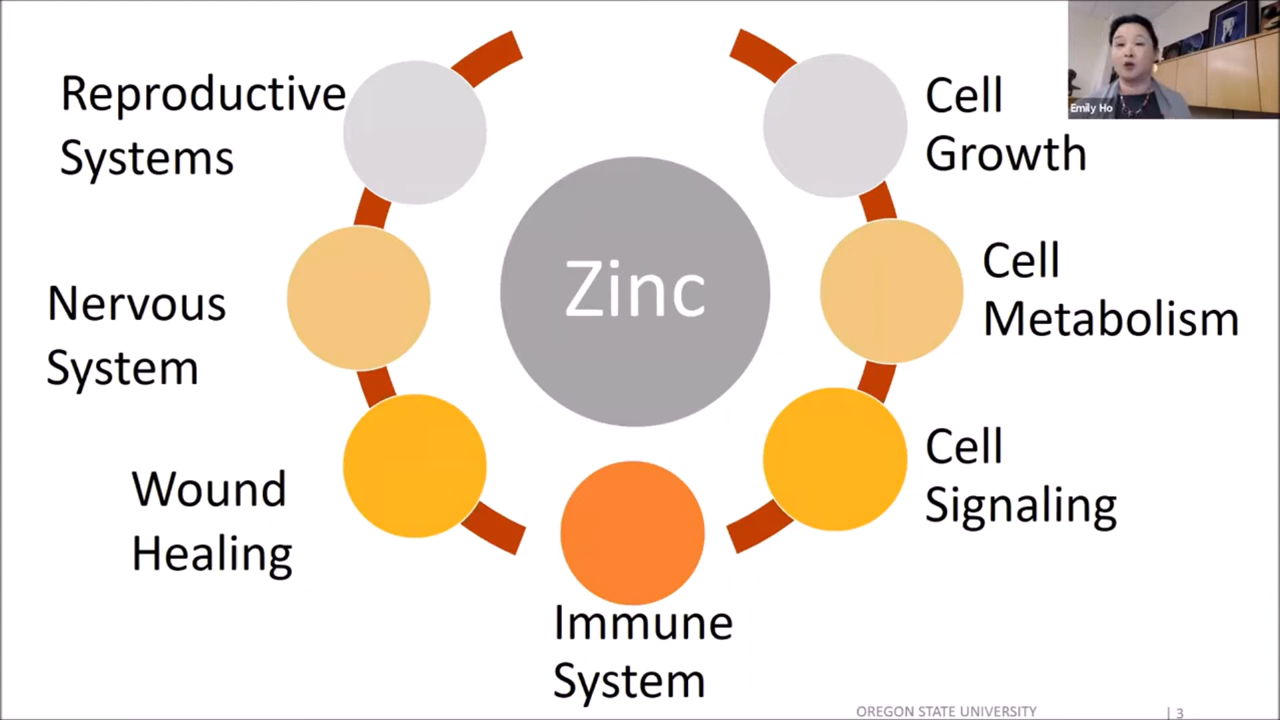 Reproductive
Systems
Nervous
System
Wound
Healing
Zinc
Immune
System
Cell
Growth
Cell
Metabolism
Cell
Signaling
Emily Ho
OREGON STATE UNIVERSITY
| 3